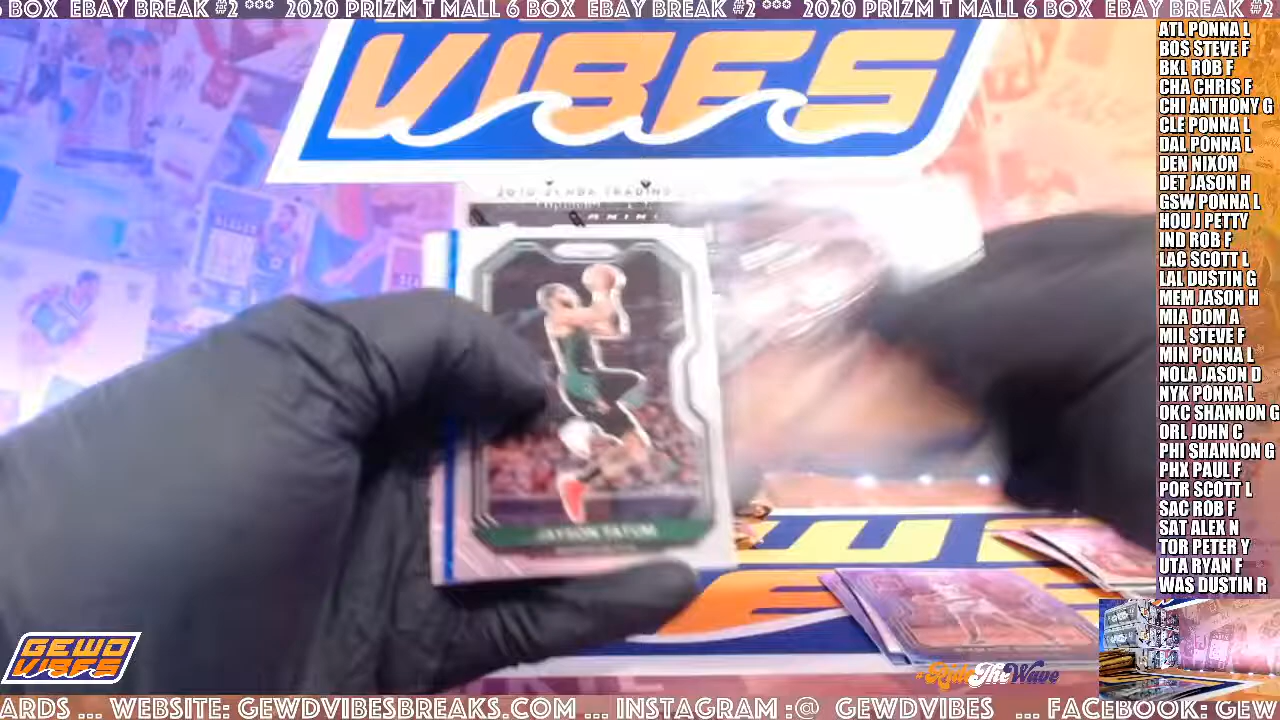 BOX EBAY BREAK #2 *** 2020 PRIZM T MALL 6 BOX EBAY BREAK #2 *** 2020 PRIZM T MALL 6 BOX EBAY BREAK #2
VIBES
PANINI
JAYSON TATUM
ATL PONNA L
BOS STEVE F
BKL ROB F
CHA CHRIS F
CHI ANTHONY G
CLE PONNA L
DAL PONNA L
DEN NIXON
DET JASON H
GSW PONNA L
HOU J PETTY
IND ROB F
LAC SCOTT L
LAL DUSTIN G
MEM JASON H
MIA DOM A
MIL STEVE F
MIN PONNA L
NOLA JASON D
NYK PONNA L
OKC SHANNON G
ORL JOHN C
PHI SHANNON G
PHX PAUL F
POR SCOTT L
SAC ROB F
SAT ALEX N
TOR PETER Y
UTA RYAN F
WAS DUSTIN R
GEWD
VIBES
#RideTheWave
ARDS ... WEBSITE: GEWDVIBESBREAKS.COM ... INSTAGRAM :@ GEWDVIBES ... FACEBOOK: GEW